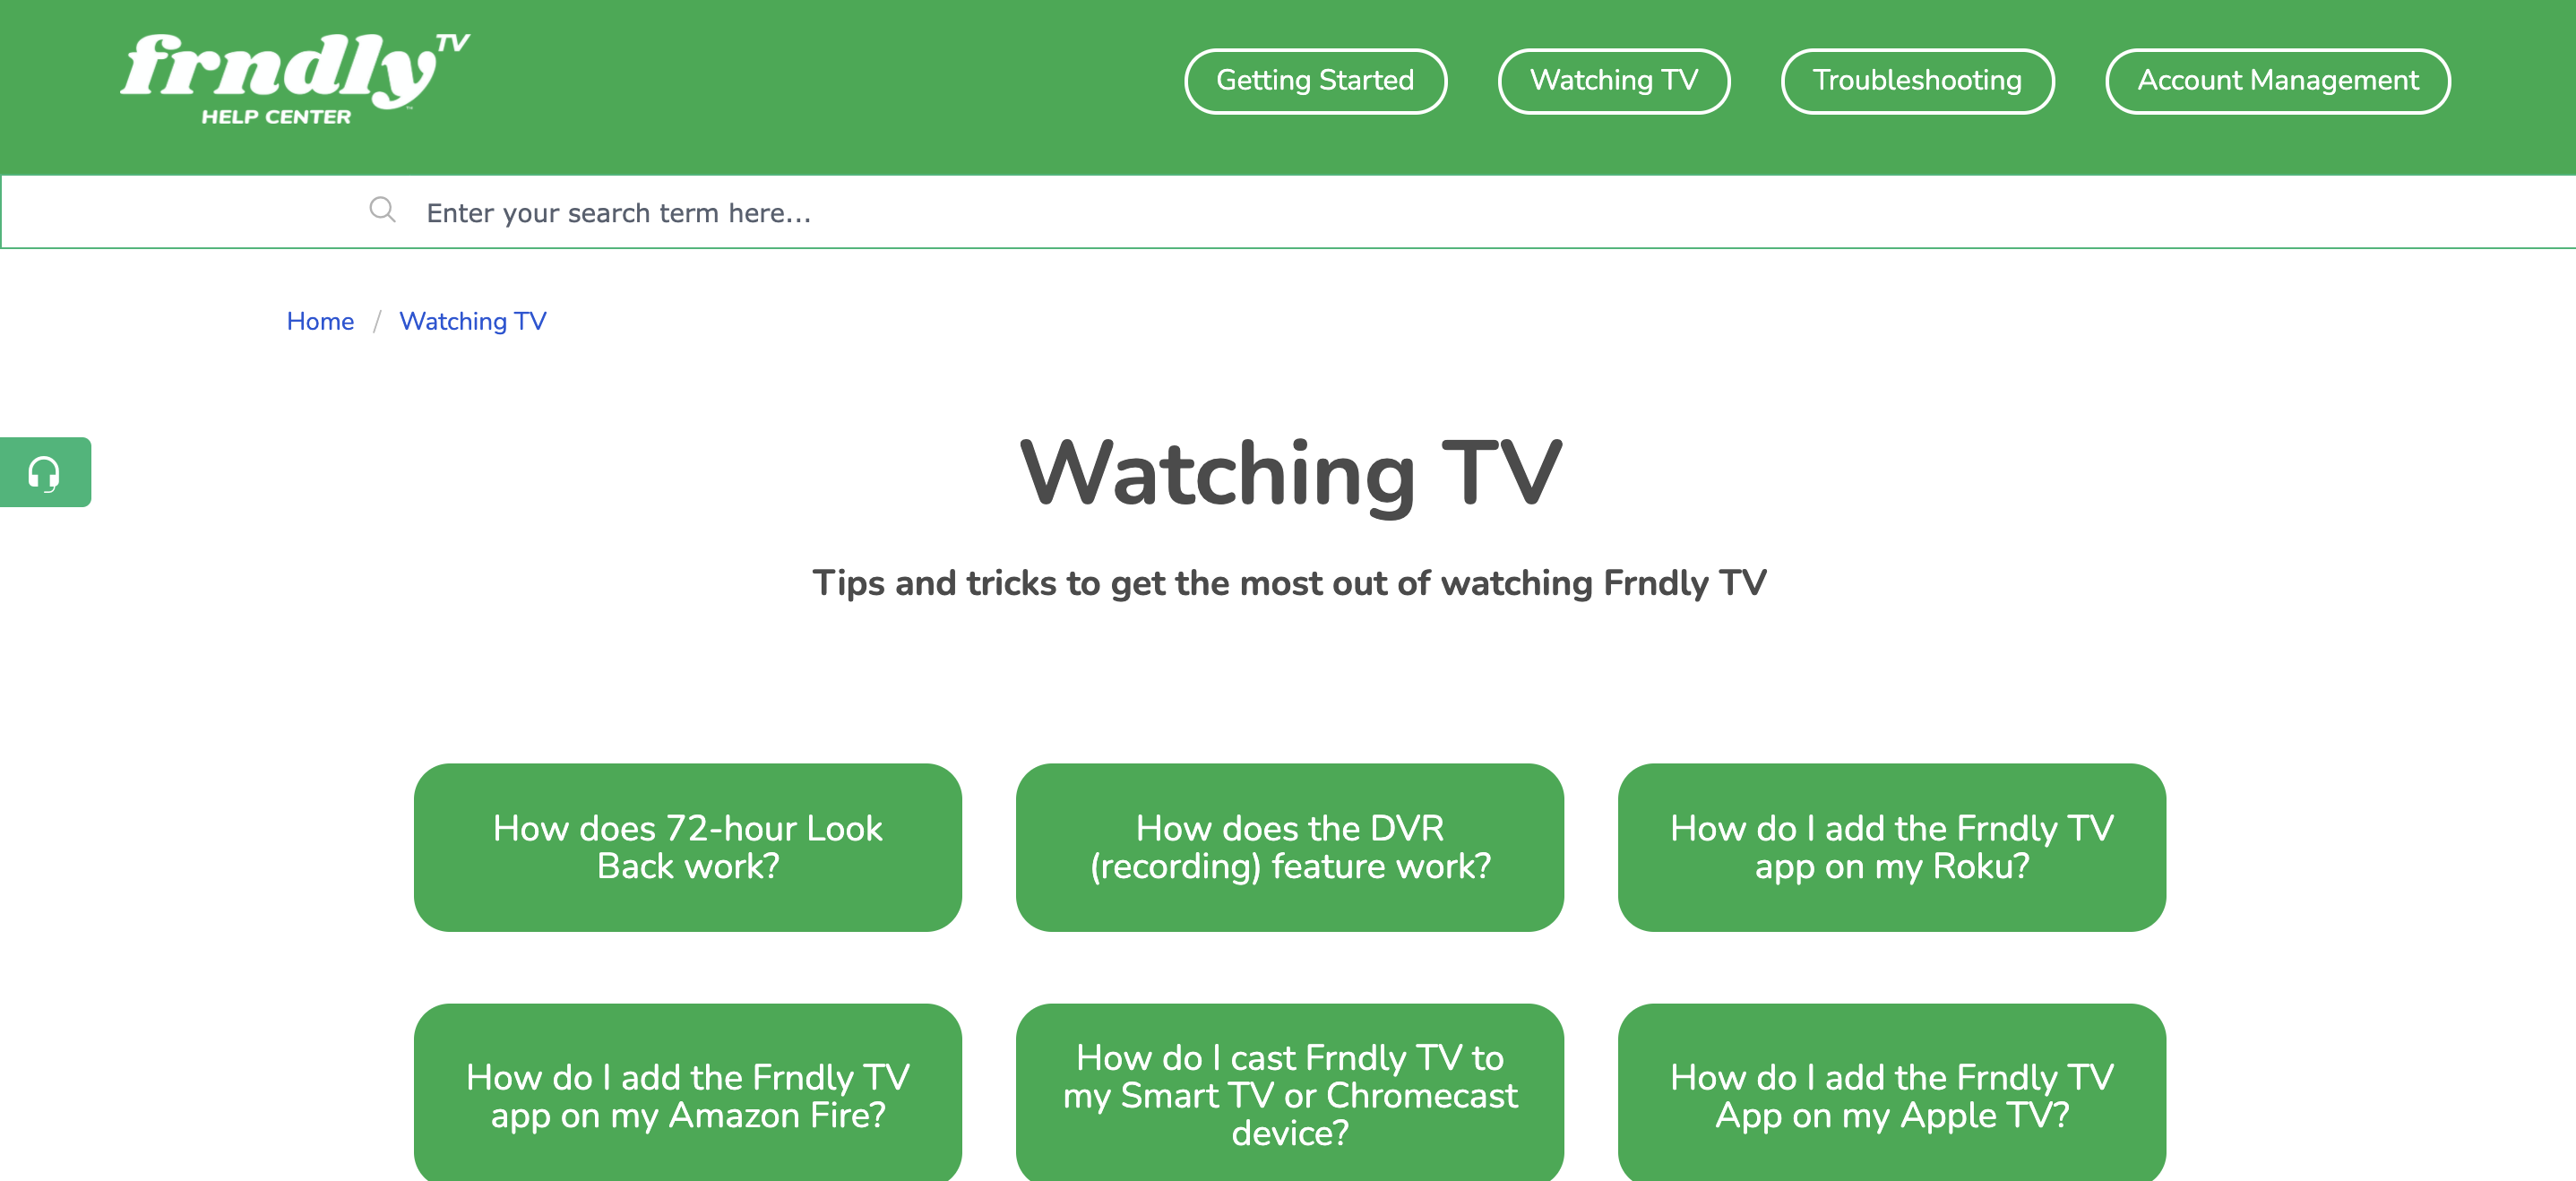 frndly TV
HELP CENTER
Getting Started
Watching TV
Troubleshooting
Account Management
Enter your search term here...
Home / Watching TV
Watching TV
Tips and tricks to get the most out of watching Frndly TV
How does 72-hour Look
Back work?
How does the DVR
(recording) feature work?
How do I add the Frndly TV
app on my Roku?
How do I add the Frndly TV
app on my Amazon Fire?
How do I cast Frndly TV to
my Smart TV or Chromecast
device?
How do I add the Frndly TV
App on my Apple TV?